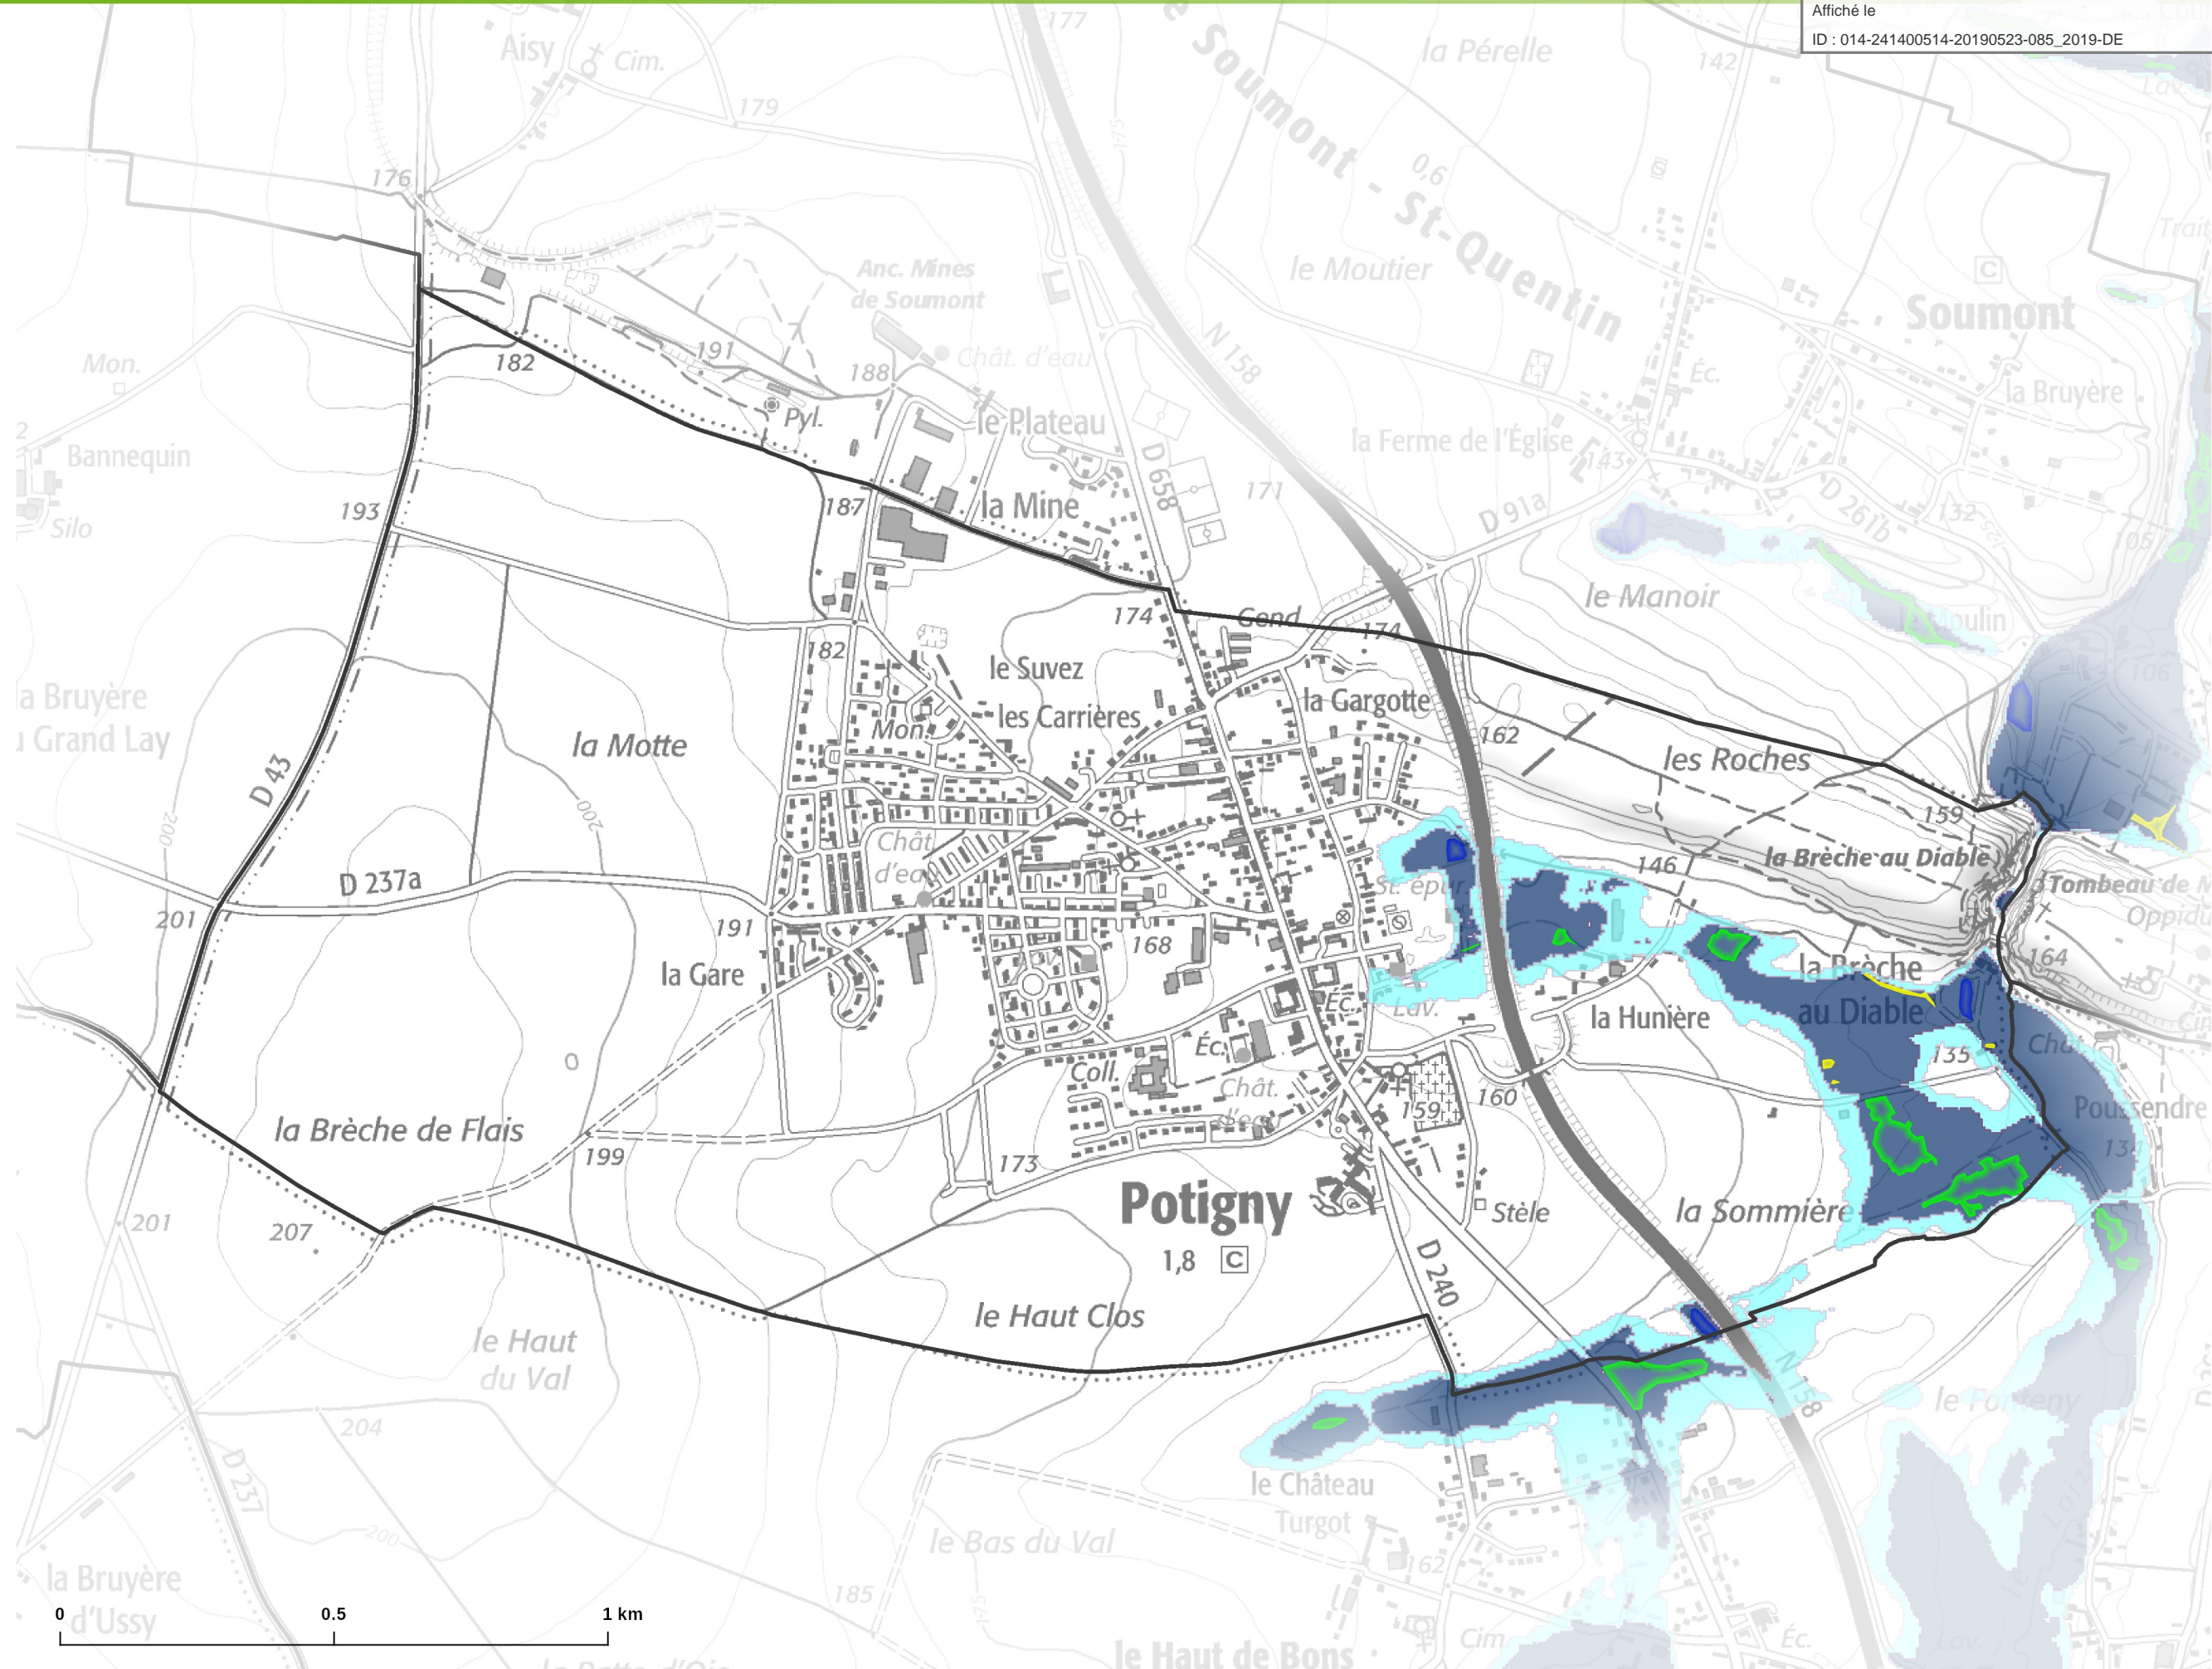 Affiché le
ID : 014-241400514-20190523-085_2019-DE
177
Aisy
Cim.
la Pérelle
142
179
176
0,6
Soumont - St-Quentin
Anc. Mines
de Soumont
le Moutier
Soumont
N 158
Mon.
182
191
188
Chât. d'eau
Éc.
la Bruyère
Pyl.
le Plateau
la Ferme de l'Église
143
Bannequin
D 658
171
D 91a
D 261b
132
193
187
la Mine
Silo
105
174
Gend
174
le Manoir
182
le Suvez
106
a Bruyère
les Carrières
la Gargotte
Grand Lay
la Motte
Mon.
162
les Roches
D 43
200
200
159
Chât.
d'eau
la Brèche au Diable
St. épur.
146
D 237a
Tombeau de M
201
191
168
la Gare
la Brèche
au Diable
164
Éc.
Lav.
la Hunière
Éc.
135
Coll.
Chât.
d'eau
159
160
la Brèche de Flais
199
173
Poussendre
134
Potigny
1,8 C
Stèle
la Sommière
201
207
D 240
le Haut Clos
le Haut
du Val
N 158
204
D 237
le Château
Turgot
200
le Bas du Val
162
la Bruyère
d'Ussy
185
175
0 0.5 1 km
le Haut de Bons
Cim.
Éc.
Lav.